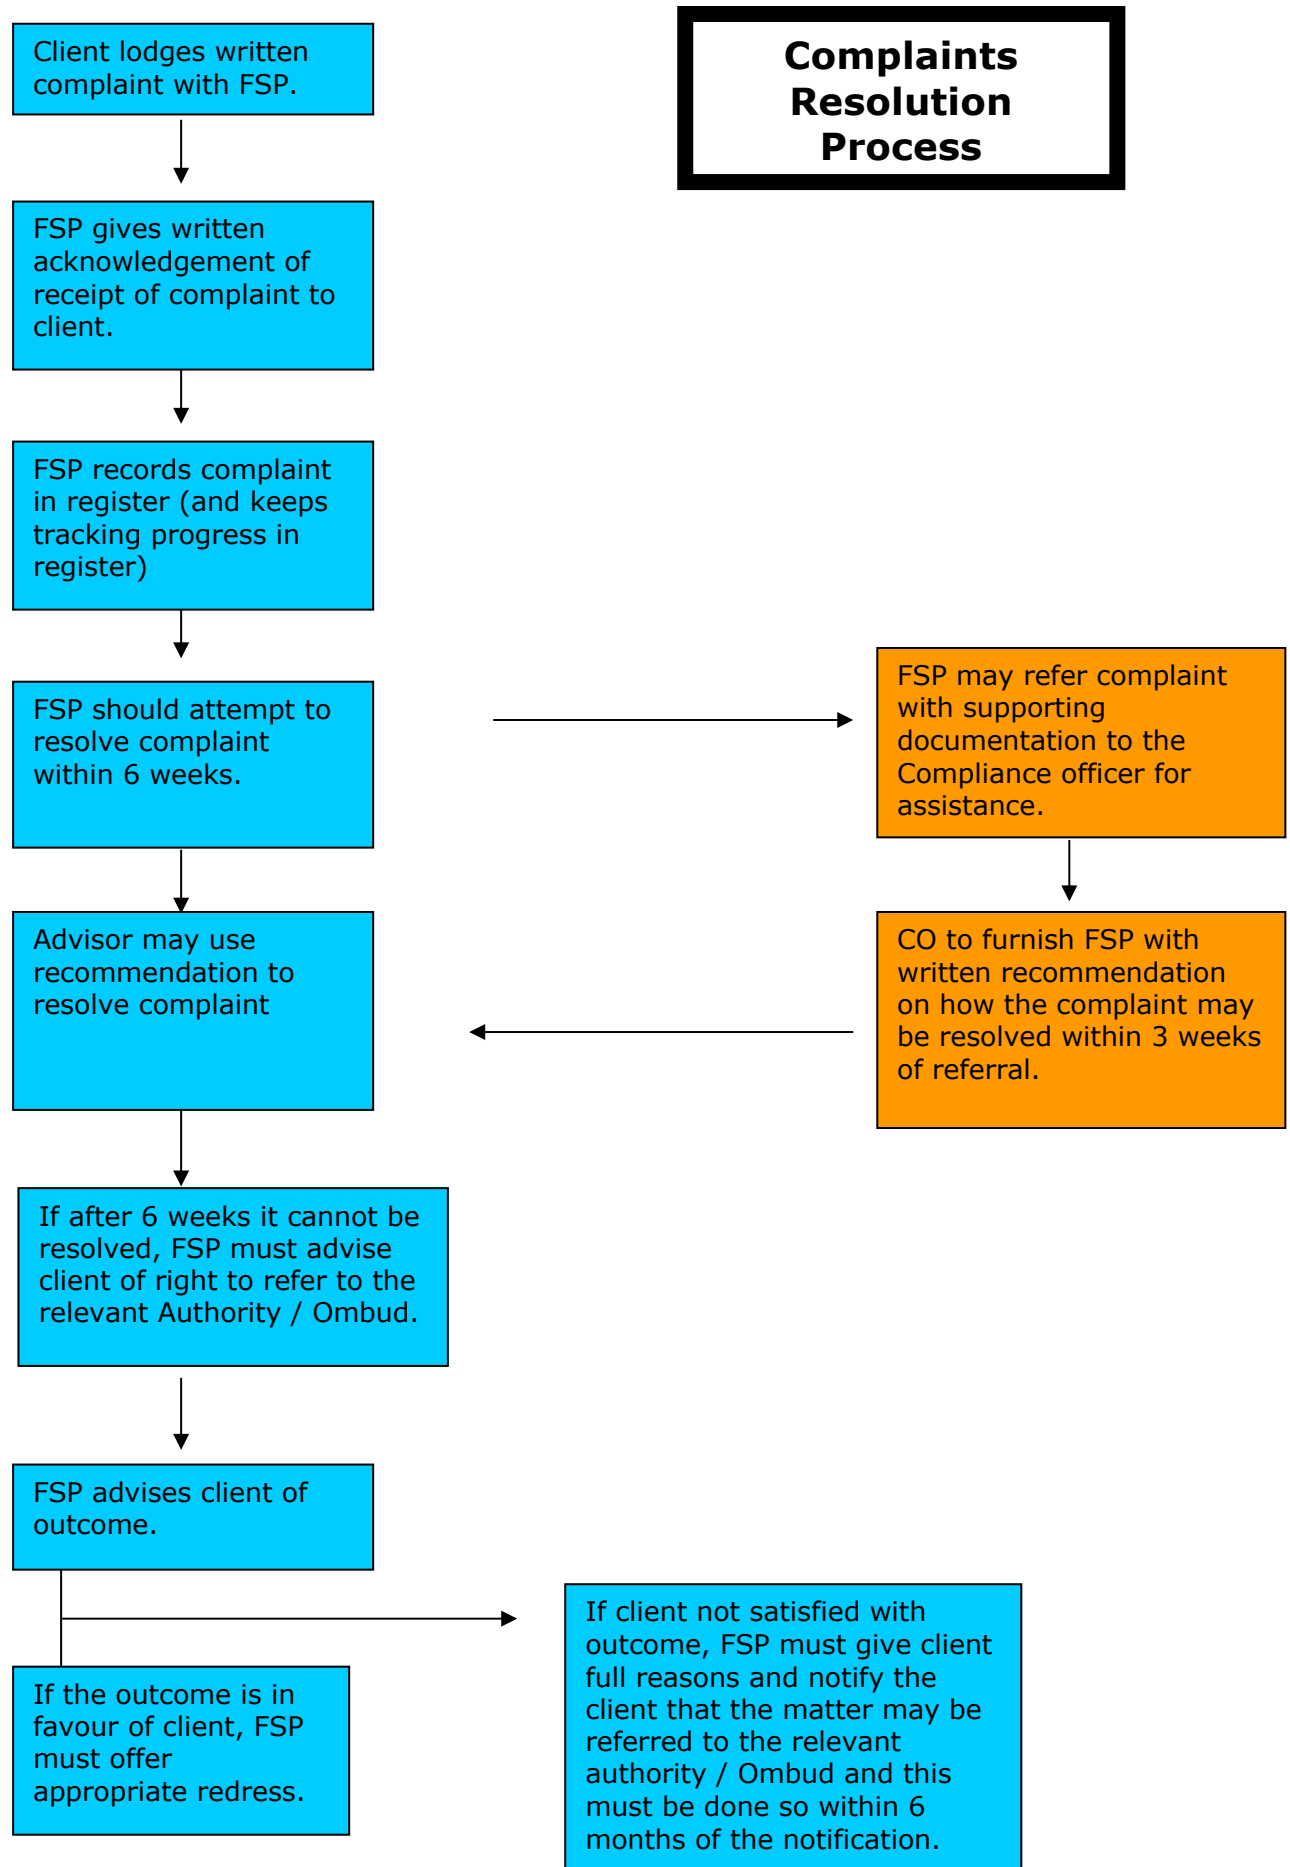 Complaints
Resolution
Process
Client lodges written
complaint with FSP.
FSP gives written
acknowledgement of
receipt of complaint to
client.
FSP records complaint
in register (and keeps
tracking progress in
register)
FSP should attempt to
resolve complaint
within 6 weeks.
FSP may refer complaint
with supporting
documentation to the
Compliance officer for
assistance.
CO to furnish FSP with
written recommendation
on how the complaint may
be resolved within 3 weeks
of referral.
Advisor may use
recommendation to
resolve complaint
If after 6 weeks it cannot be
resolved, FSP must advise
client of right to refer to the
relevant Authority / Ombud.
FSP advises client of
outcome.
If the outcome is in
favour of client, FSP
must offer
appropriate redress.
If client not satisfied with
outcome, FSP must give client
full reasons and notify the
client that the matter may be
referred to the relevant
authority / Ombud and this
must be done so within 6
months of the notification.